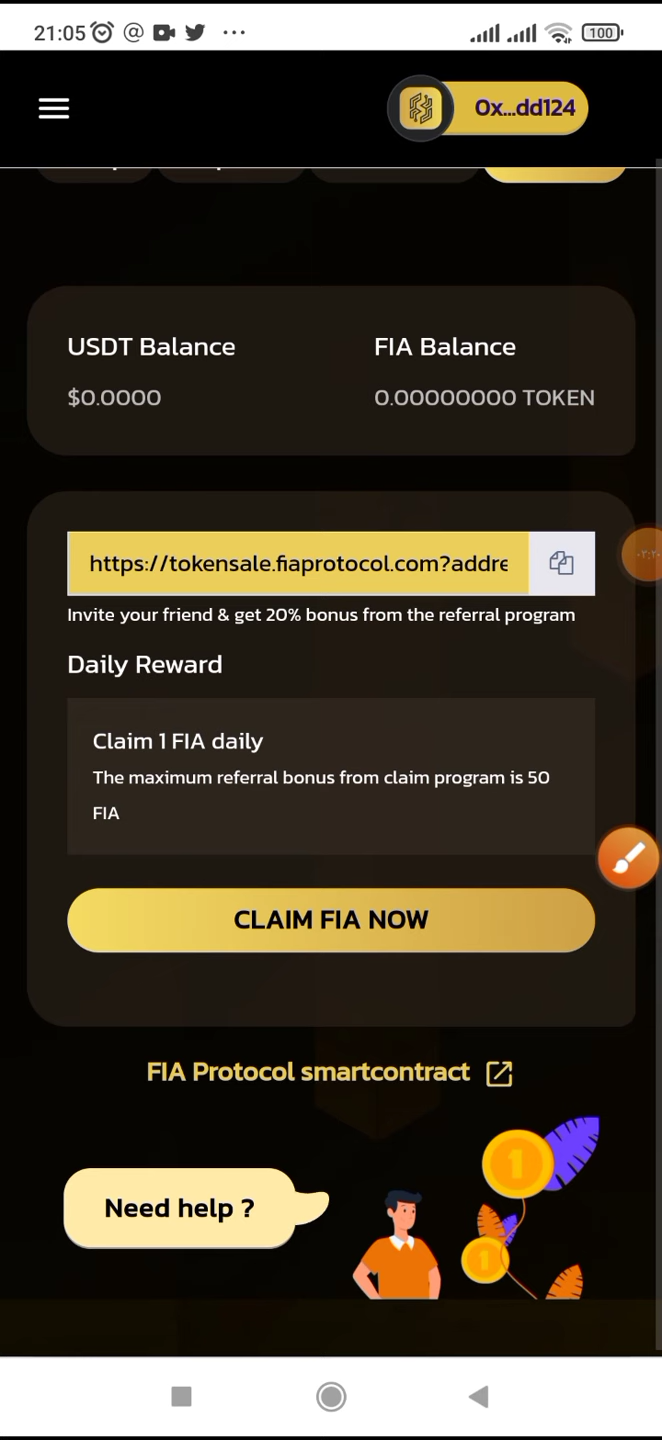 21:05
100
0x...dd124
USDT Balance
FIA Balance
$0.0000
0.00000000 TOKEN
https://tokensale.fiaprotocol.com?addre
Invite your friend & get 20% bonus from the referral program
Daily Reward
Claim 1 FIA daily
The maximum referral bonus from claim program is 50
FIA
CLAIM FIA NOW
FIA Protocol smartcontract
1
Need help ?
1